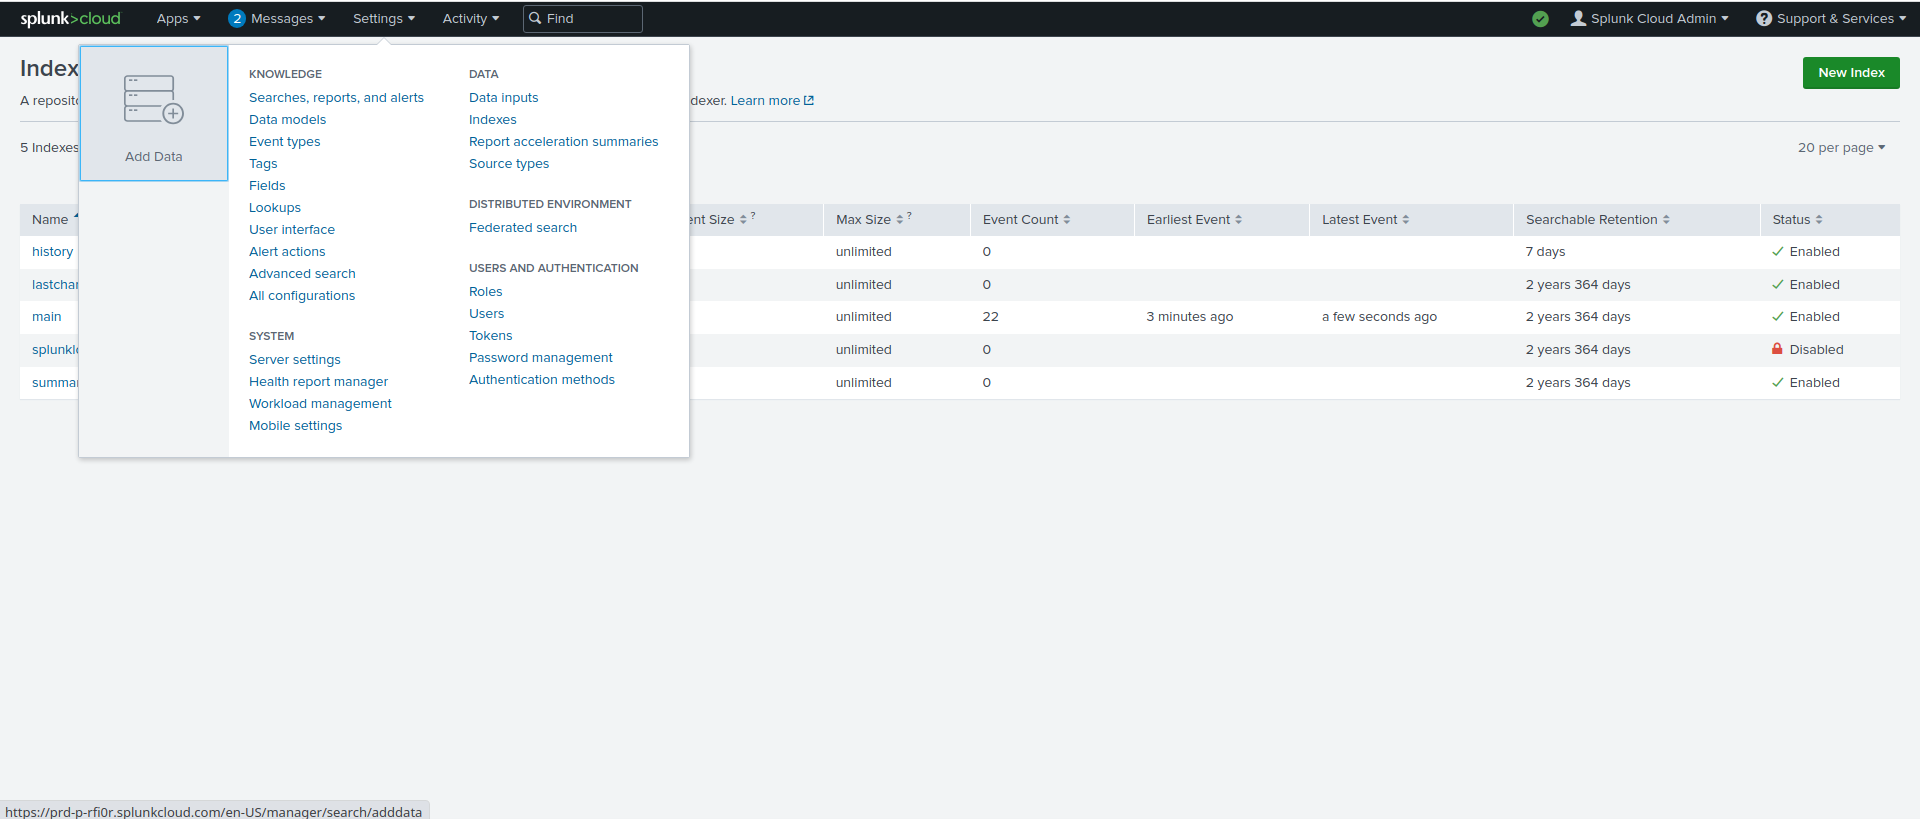 splunk>cloud Apps 2 Messages Settings Activity Find Splunk Cloud Admin ? Support & Services
Index
A reposito
dexer. Learn more
New Index
5 Indexes
20 per page
Add Data
KNOWLEDGE
Searches, reports, and alerts
Data models
Event types
Tags
Fields
Lookups
User interface
Alert actions
Advanced search
All configurations
SYSTEM
Server settings
Health report manager
Workload management
Mobile settings
DATA
Data inputs
Indexes
Report acceleration summaries
Source types
DISTRIBUTED ENVIRONMENT
Federated search
USERS AND AUTHENTICATION
Roles
Users
Tokens
Password management
Authentication methods
Name nt Size ? Max Size ? Event Count Earliest Event Latest Event Searchable Retention Status
history unlimited 0 7 days Enabled
lastchar unlimited 0 2 years 364 days Enabled
main unlimited 22 3 minutes ago a few seconds ago 2 years 364 days Enabled
splunkl unlimited 0 2 years 364 days Disabled
summa unlimited 0 2 years 364 days Enabled
https://prd-p-rfi0r.splunkcloud.com/en-US/manager/search/adddata